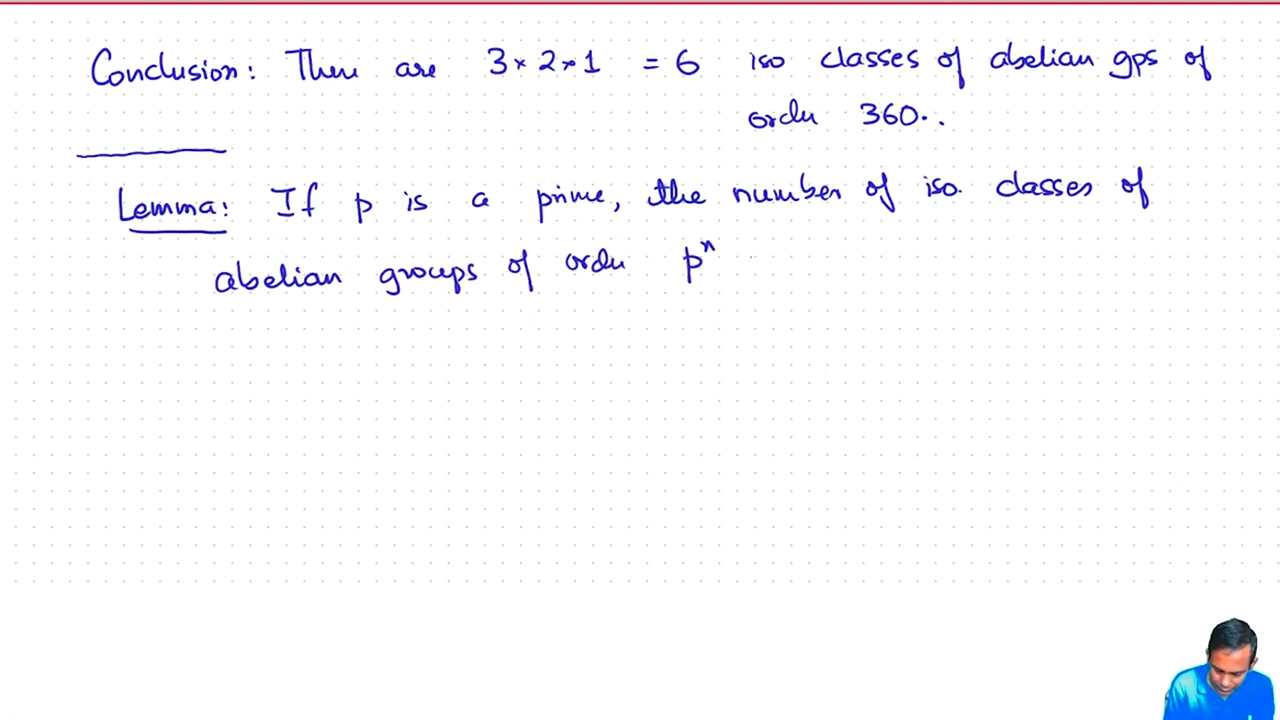 Conclusion: There are 3 × 2 × 1 = 6 iso classes of abelian gps of
order 360..
Lemma: If p is a prime, the number of iso. classes of
abelian groups of order pⁿ